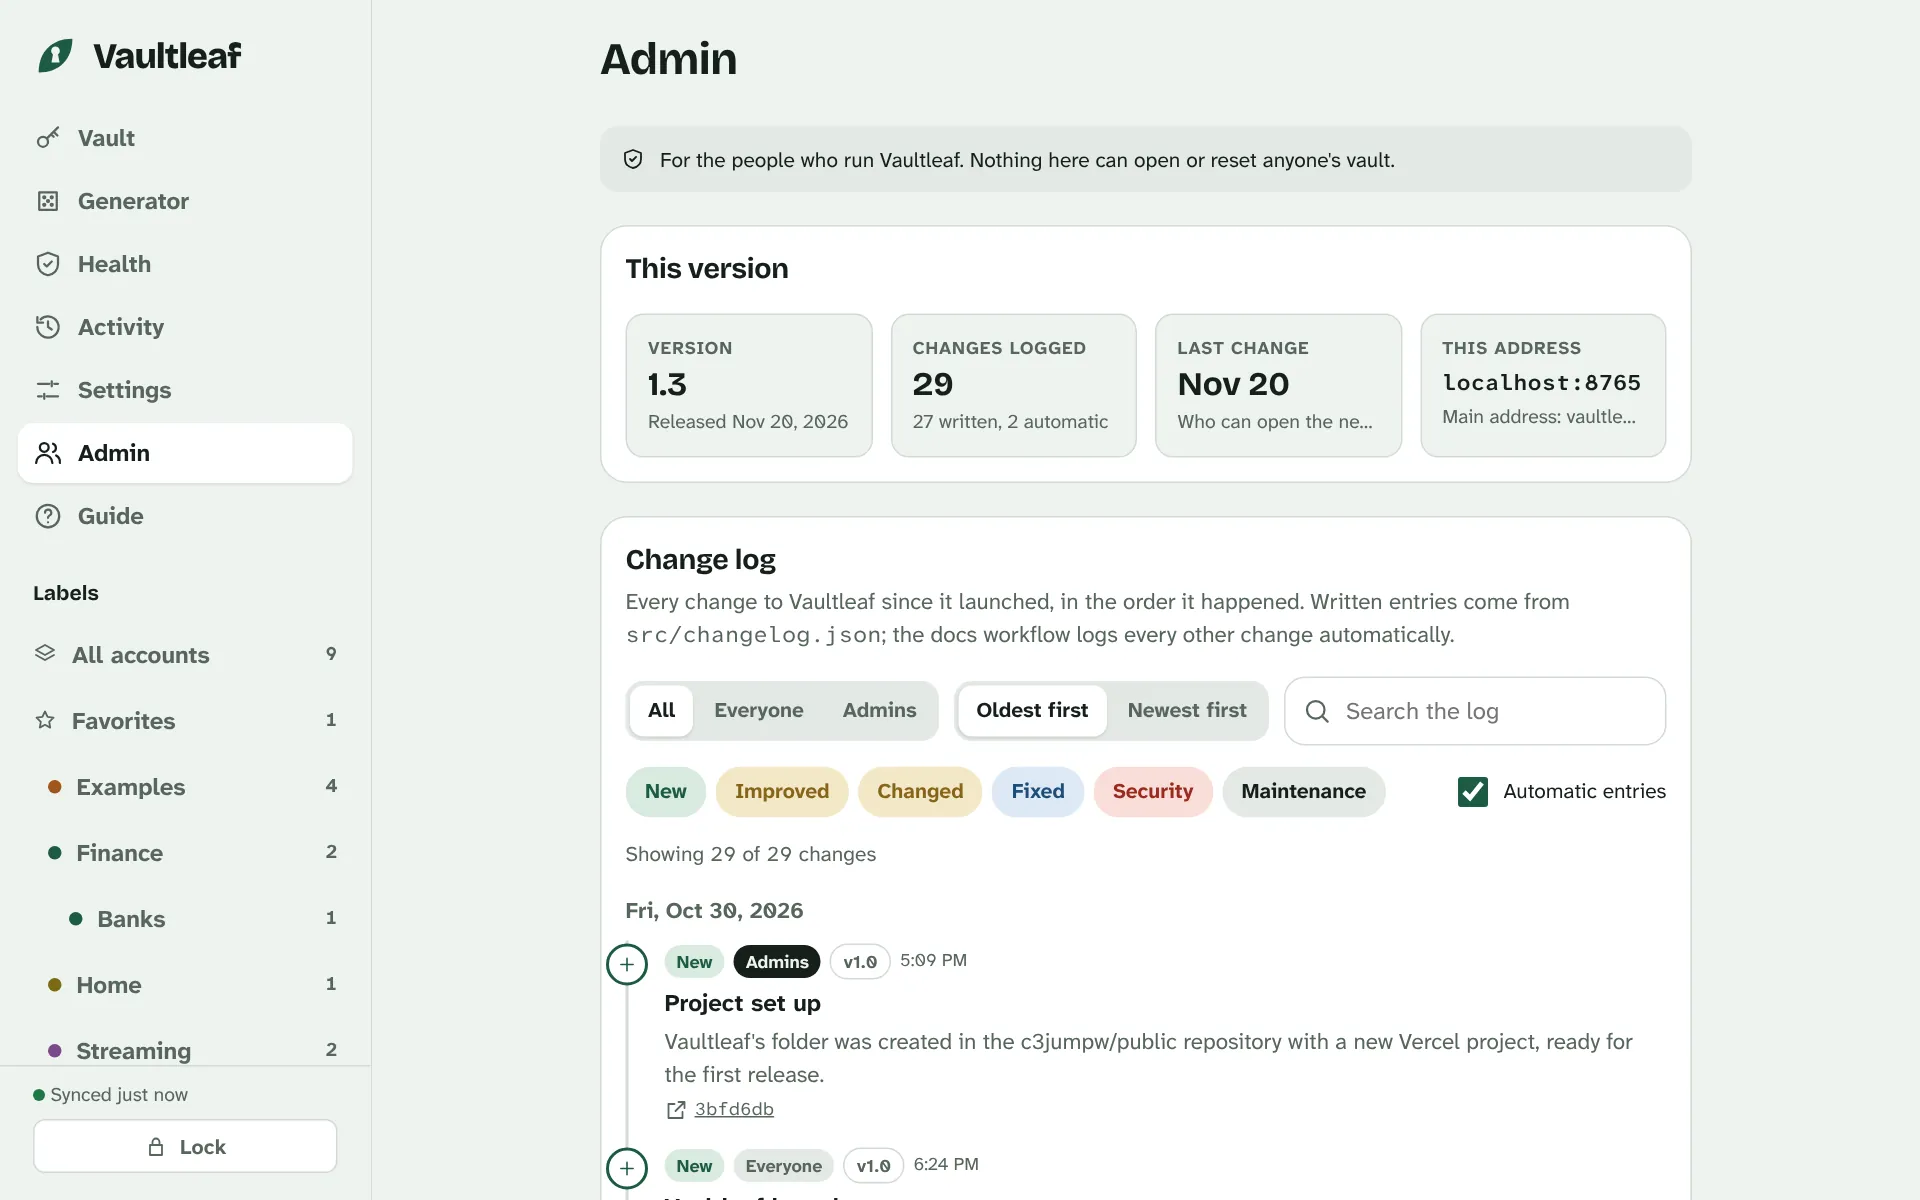 Vaultleaf
Vault
Generator
Health
Activity
Settings
Admin
Guide
Labels
All accounts 9
Favorites 1
Examples 4
Finance 2
Banks 1
Home 1
Streaming 2
Synced just now
Lock
Admin
For the people who run Vaultleaf. Nothing here can open or reset anyone's vault.
This version
VERSION
1.3
Released Nov 20, 2026
CHANGES LOGGED
29
27 written, 2 automatic
LAST CHANGE
Nov 20
Who can open the ne...
THIS ADDRESS
localhost:8765
Main address: vaultle...
Change log
Every change to Vaultleaf since it launched, in the order it happened. Written entries come from
src/changelog.json; the docs workflow logs every other change automatically.
All Everyone Admins Oldest first Newest first Search the log
New Improved Changed Fixed Security Maintenance Automatic entries
Showing 29 of 29 changes
Fri, Oct 30, 2026
New Admins v1.0 5:09 PM
Project set up
Vaultleaf's folder was created in the c3jumpw/public repository with a new Vercel project, ready for
the first release.
3bfd6db
New Everyone v1.0 6:24 PM